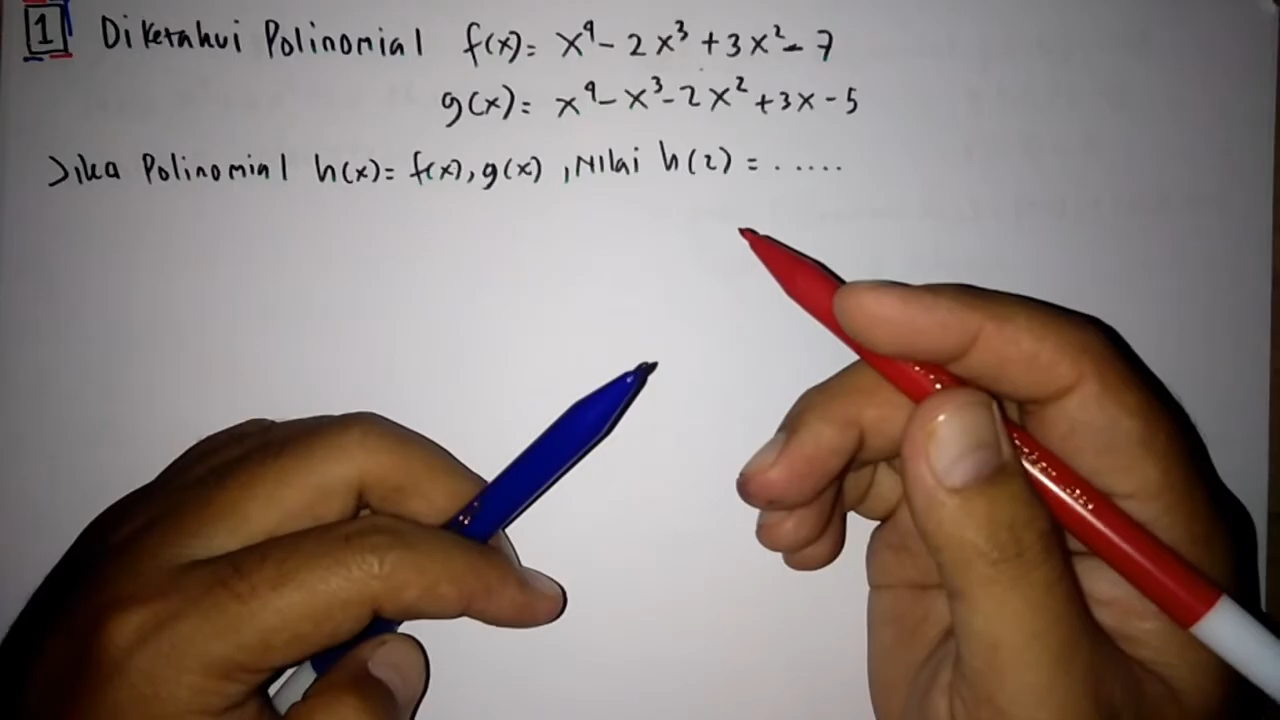 1 Diketahui Polinomial f(x) = x⁴ - 2x³ + 3x² - 7
g(x) = x⁴ - x³ - 2x² + 3x - 5
Jika Polinomial h(x) = f(x), g(x) , Nilai h(2) = .....